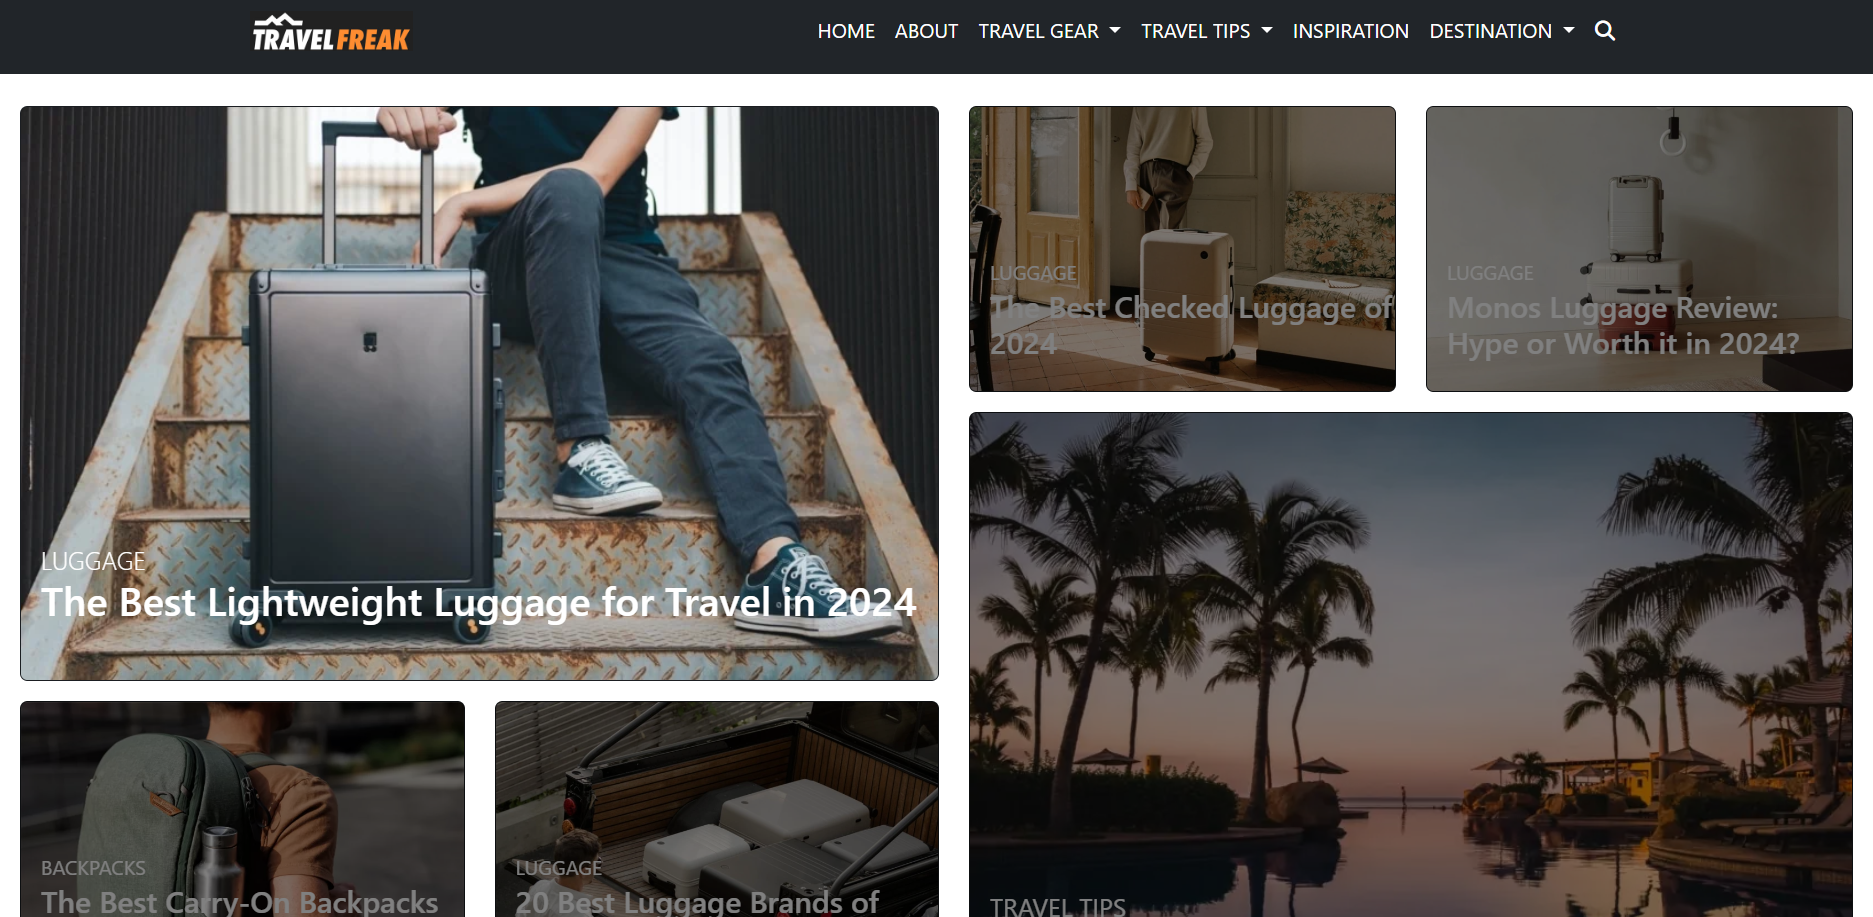 TRAVEL FREAK
HOME ABOUT TRAVEL GEAR TRAVEL TIPS INSPIRATION DESTINATION
LUGGAGE
The Best Lightweight Luggage for Travel in 2024
LUGGAGE
The Best Checked Luggage of
2024
LUGGAGE
Monos Luggage Review:
Hype or Worth it in 2024?
BACKPACKS
The Best Carry-On Backpacks
LUGGAGE
20 Best Luggage Brands of
TRAVEL TIPS